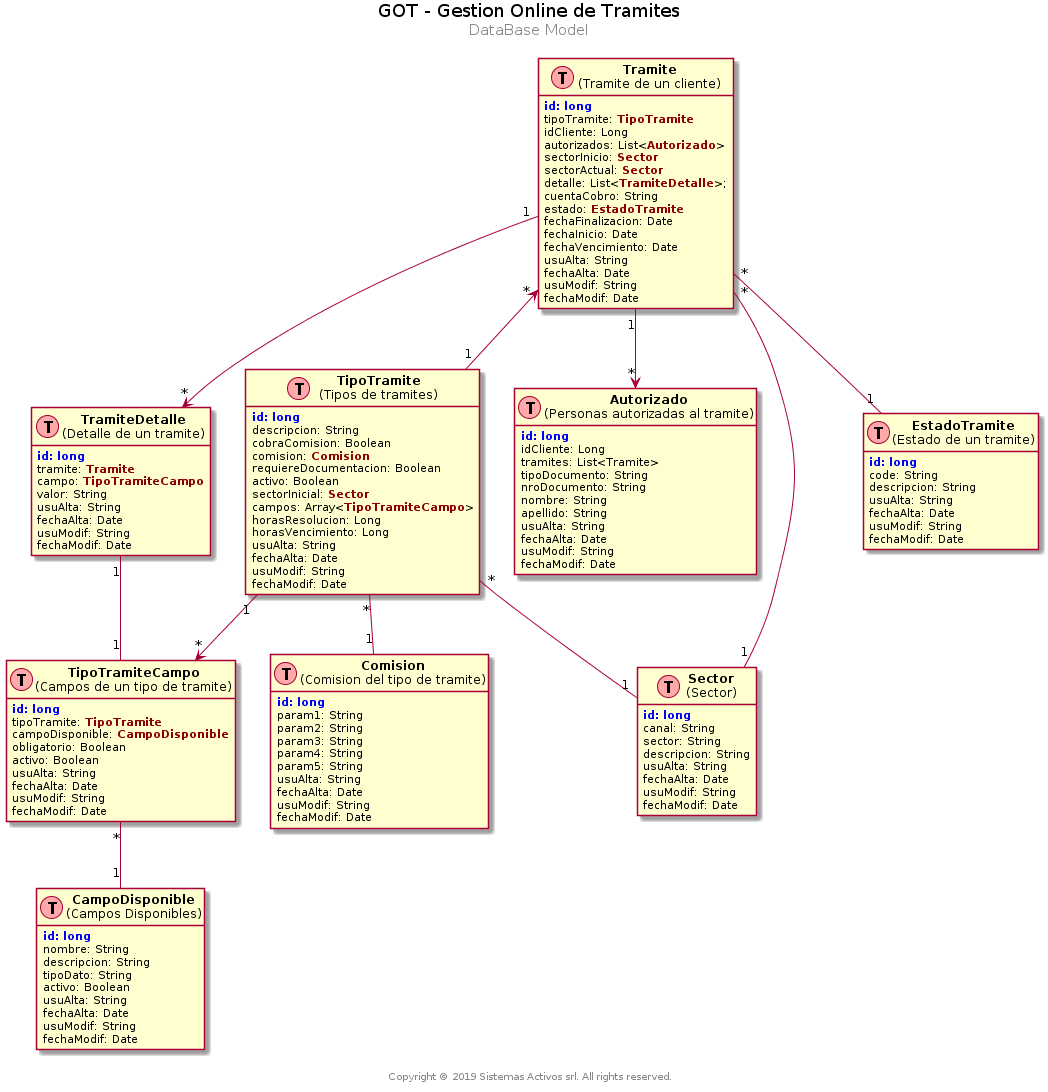 GOT - Gestion Online de Tramites
DataBase Model
T
Tramite
(Tramite de un cliente)
id: long
tipoTramite: TipoTramite
idCliente: Long
autorizados: List<Autorizado>
sectorInicio: Sector
sectorActual: Sector
detalle: List<TramiteDetalle>;
cuentaCobro: String
estado: EstadoTramite
fechaFinalizacion: Date
fechaInicio: Date
fechaVencimiento: Date
usuAlta: String
fechaAlta: Date
usuModif: String
fechaModif: Date
1
*
*
*
1
1
*
*
1
T
TramiteDetalle
(Detalle de un tramite)
id: long
tramite: Tramite
campo: TipoTramiteCampo
valor: String
usuAlta: String
fechaAlta: Date
usuModif: String
fechaModif: Date
T
TipoTramite
(Tipos de tramites)
id: long
descripcion: String
cobraComision: Boolean
comision: Comision
requiereDocumentacion: Boolean
activo: Boolean
sectorInicial: Sector
campos: Array<TipoTramiteCampo>
horasResolucion: Long
horasVencimiento: Long
usuAlta: String
fechaAlta: Date
usuModif: String
fechaModif: Date
T
Autorizado
(Personas autorizadas al tramite)
id: long
idCliente: Long
tramites: List<Tramite>
tipoDocumento: String
nroDocumento: String
nombre: String
apellido: String
usuAlta: String
fechaAlta: Date
usuModif: String
fechaModif: Date
T
EstadoTramite
(Estado de un tramite)
id: long
code: String
descripcion: String
usuAlta: String
fechaAlta: Date
usuModif: String
fechaModif: Date
1
1
1
*
*
1
*
1
1
T
TipoTramiteCampo
(Campos de un tipo de tramite)
id: long
tipoTramite: TipoTramite
campoDisponible: CampoDisponible
obligatorio: Boolean
activo: Boolean
usuAlta: String
fechaAlta: Date
usuModif: String
fechaModif: Date
T
Comision
(Comision del tipo de tramite)
id: long
param1: String
param2: String
param3: String
param4: String
param5: String
usuAlta: String
fechaAlta: Date
usuModif: String
fechaModif: Date
T
Sector
(Sector)
id: long
canal: String
sector: String
descripcion: String
usuAlta: String
fechaAlta: Date
usuModif: String
fechaModif: Date
*
1
T
CampoDisponible
(Campos Disponibles)
id: long
nombre: String
descripcion: String
tipoDato: String
activo: Boolean
usuAlta: String
fechaAlta: Date
usuModif: String
fechaModif: Date
Copyright © 2019 Sistemas Activos srl. All rights reserved.